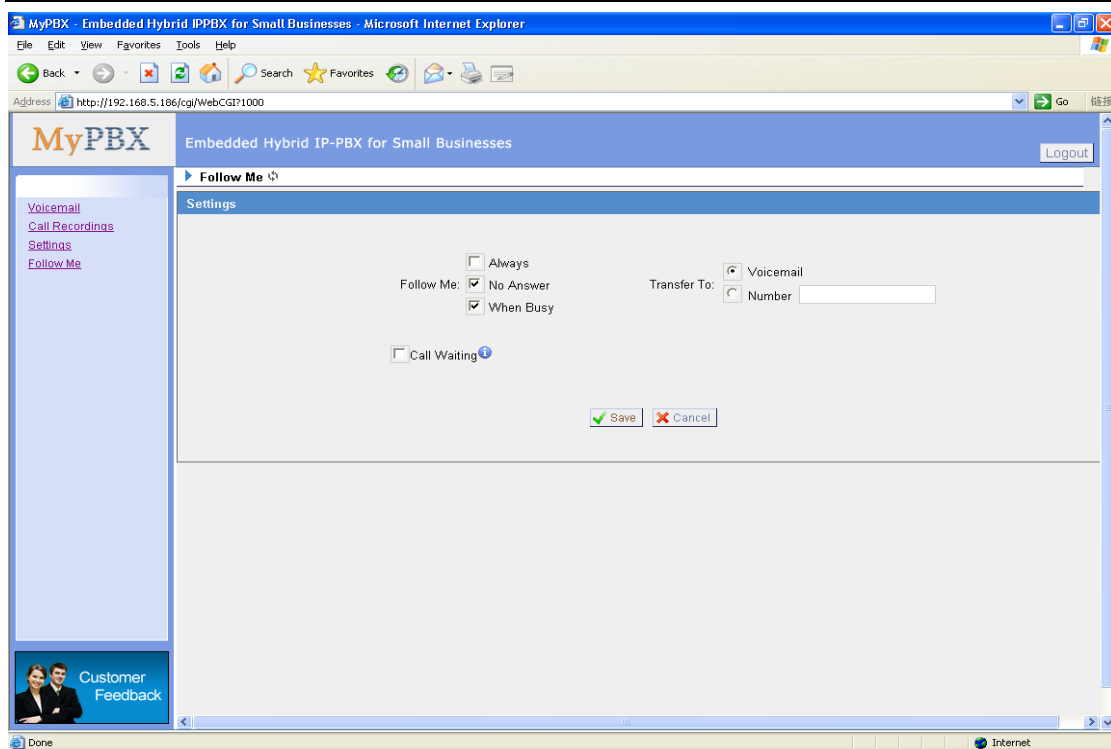 MyPBX - Embedded Hybrid IPPBX for Small Businesses - Microsoft Internet Explorer
File Edit View Favorites Tools Help
Back Search Favorites
Address http://192.168.5.186/cgi/WebCGI?1000 Go 链接
MyPBX Embedded Hybrid IP-PBX for Small Businesses
Logout
Follow Me
Settings
Voicemail
Call Recordings
Settings
Follow Me
Follow Me:
Always
No Answer
When Busy
Transfer To:
Voicemail
Number
Call Waiting
Save Cancel
Customer
Feedback
Done Internet